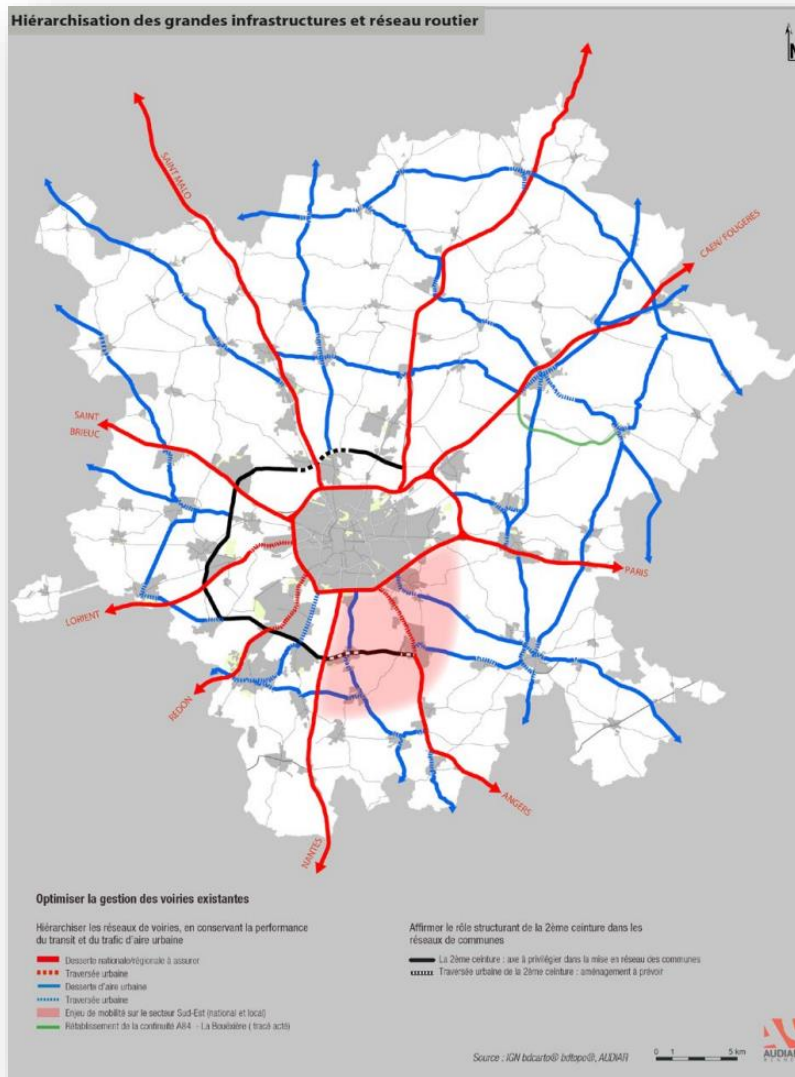 Hiérarchisation des grandes infrastructures et réseau routier
N
SAINT MALO
CAEN/ FOUGERES
SAINT
BRIEUC
PARIS
LORIENT
REDON
ANGERS
NANTES
Optimiser la gestion des voiries existantes
Hiérarchiser les réseaux de voiries, en conservant la performance
du transit et du trafic d'aire urbaine
Desserte nationale/régionale à assurer
Traversée urbaine
Desserte d'aire urbaine
Traversée urbaine
Enjeu de mobilité sur le secteur Sud-Est (national et local)
Rétablissement de la continuité A84 - La Bouëxière ( tracé acté)
Affirmer le rôle structurant de la 2ème ceinture dans les
réseaux de communes
La 2ème ceinture : axe à privilégier dans la mise en réseau des communes
Traversée urbaine de la 2ème ceinture : aménagement à prévoir
Source : IGN bdcarto® bdtopo®, AUDIAR
0 1 5 km
AUDIAR